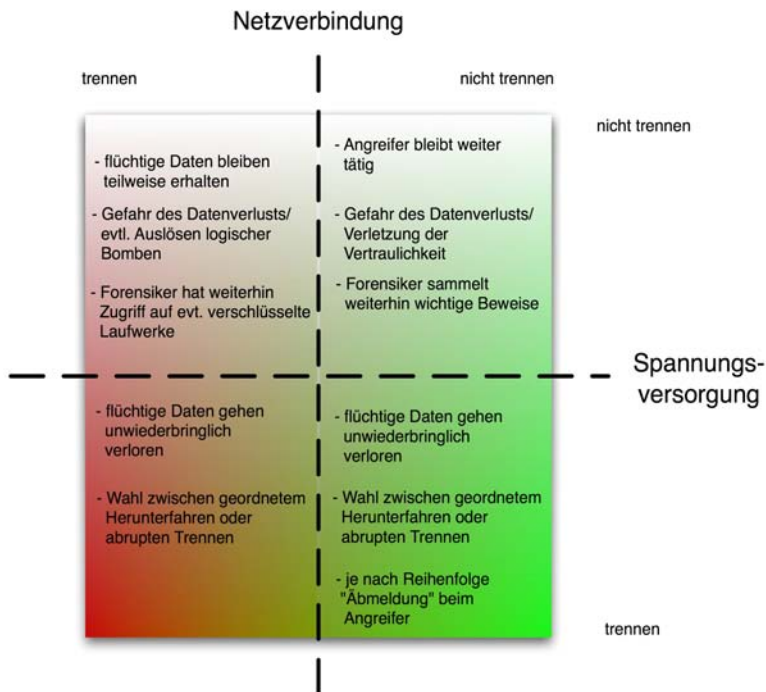 Netzverbindung
trennen
nicht trennen
nicht trennen
- flüchtige Daten bleiben
teilweise erhalten
- Gefahr des Datenverlusts/
evtl. Auslösen logischer
Bomben
- Forensiker hat weiterhin
Zugriff auf evt. verschlüsselte
Laufwerke
- Angreifer bleibt weiter
tätig
- Gefahr des Datenverlusts/
Verletzung der
Vertraulichkeit
- Forensiker sammelt
weiterhin wichtige Beweise
Spannungs-
versorgung
- flüchtige Daten gehen
unwiederbringlich
verloren
- Wahl zwischen geordnetem
Herunterfahren oder
abrupten Trennen
- flüchtige Daten gehen
unwiederbringlich
verloren
- Wahl zwischen geordnetem
Herunterfahren oder
abrupten Trennen
- je nach Reihenfolge
"Äbmeldung" beim
Angreifer
trennen